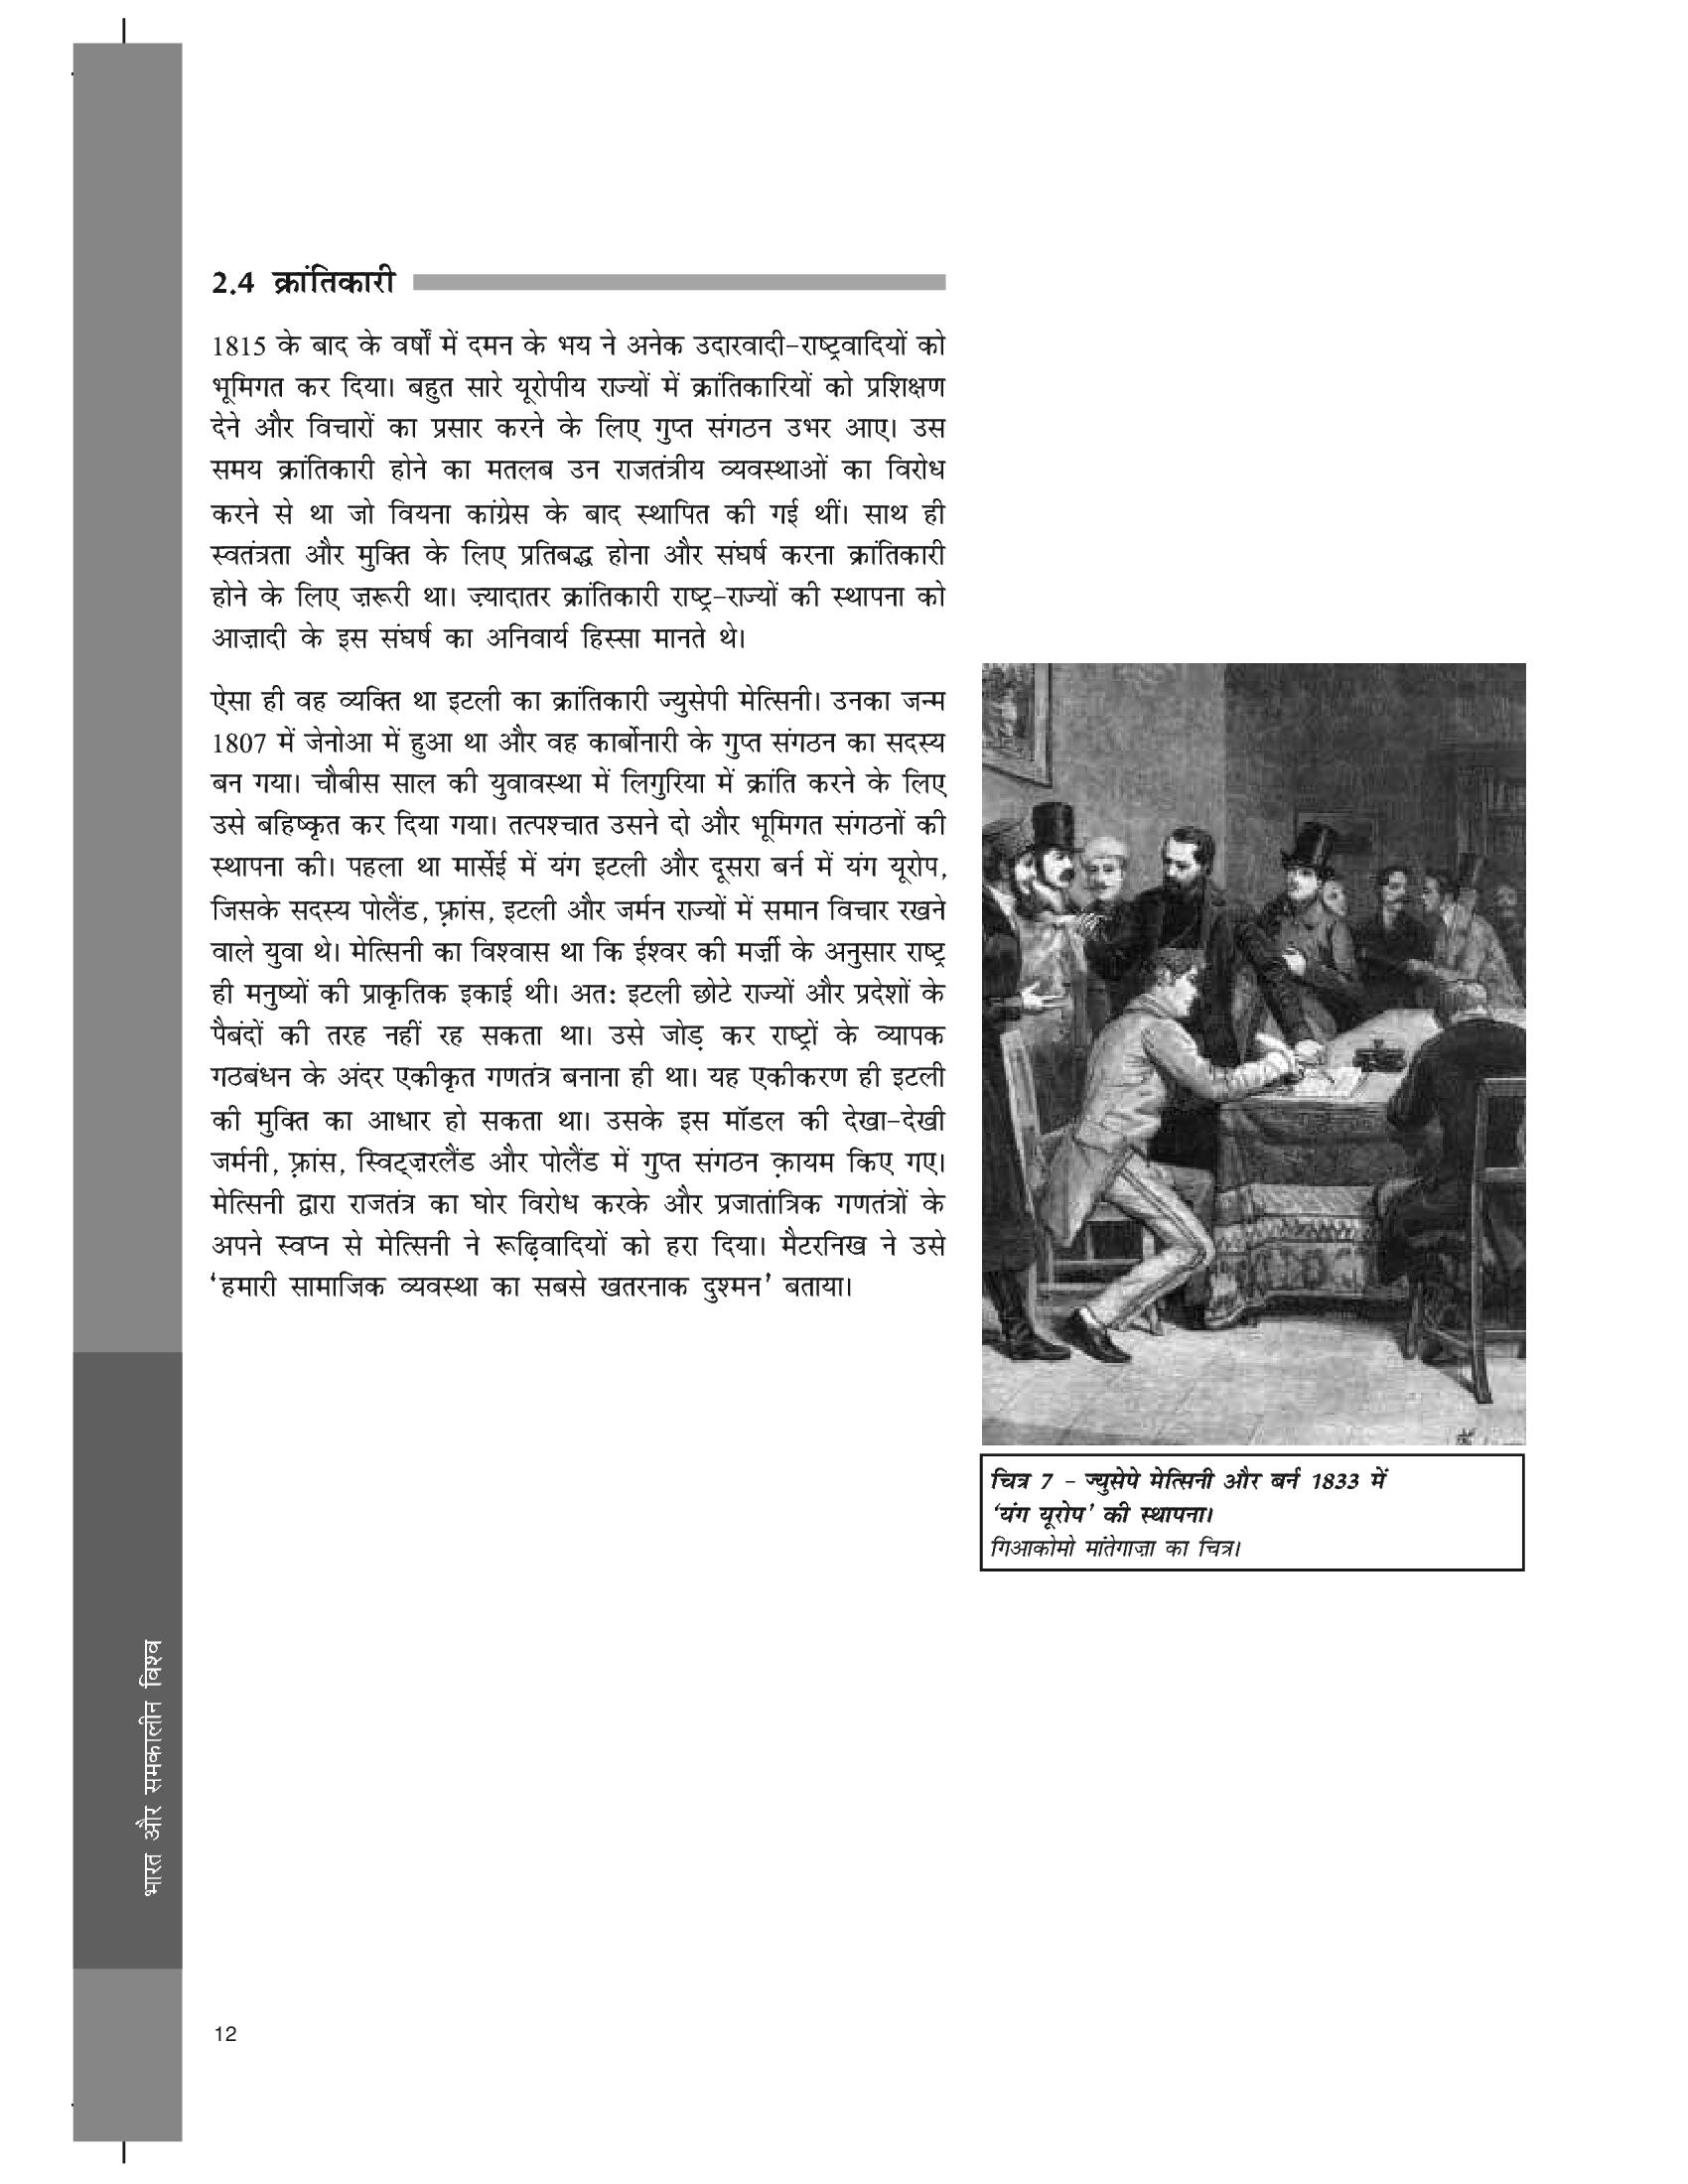 2.4 क्रांतिकारी
1815 के बाद के वर्षों में दमन के भय ने अनेक उदारवादी-राष्ट्रवादियों को
भूमिगत कर दिया। बहुत सारे यूरोपीय राज्यों में क्रांतिकारियों को प्रशिक्षण
देने और विचारों का प्रसार करने के लिए गुप्त संगठन उभर आए। उस
समय क्रांतिकारी होने का मतलब उन राजतंत्रीय व्यवस्थाओं का विरोध
करने से था जो वियना कांग्रेस के बाद स्थापित की गई थीं। साथ ही
स्वतंत्रता और मुक्ति के लिए प्रतिबद्ध होना और संघर्ष करना क्रांतिकारी
होने के लिए ज़रूरी था। ज़्यादातर क्रांतिकारी राष्ट्र-राज्यों की स्थापना को
आज़ादी के इस संघर्ष का अनिवार्य हिस्सा मानते थे।
ऐसा ही वह व्यक्ति था इटली का क्रांतिकारी ज्युसेपी मेत्सिनी। उनका जन्म
1807 में जेनोआ में हुआ था और वह कार्बोनारी के गुप्त संगठन का सदस्य
बन गया। चौबीस साल की युवावस्था में लिगुरिया में क्रांति करने के लिए
उसे बहिष्कृत कर दिया गया। तत्पश्चात उसने दो और भूमिगत संगठनों की
स्थापना की। पहला था मार्सेई में यंग इटली और दूसरा बर्न में यंग यूरोप,
जिसके सदस्य पोलैंड, फ़्रांस, इटली और जर्मन राज्यों में समान विचार रखने
वाले युवा थे। मेत्सिनी का विश्वास था कि ईश्वर की मर्ज़ी के अनुसार राष्ट्र
ही मनुष्यों की प्राकृतिक इकाई थी। अतः इटली छोटे राज्यों और प्रदेशों के
पैबंदों की तरह नहीं रह सकता था। उसे जोड़ कर राष्ट्रों के व्यापक
गठबंधन के अंदर एकीकृत गणतंत्र बनाना ही था। यह एकीकरण ही इटली
की मुक्ति का आधार हो सकता था। उसके इस मॉडल की देखा-देखी
जर्मनी, फ़्रांस, स्विट्ज़रलैंड और पोलैंड में गुप्त संगठन क़ायम किए गए।
मेत्सिनी द्वारा राजतंत्र का घोर विरोध करके और प्रजातांत्रिक गणतंत्रों के
अपने स्वप्न से मेत्सिनी ने रूढ़िवादियों को हरा दिया। मैटरनिख ने उसे
‘हमारी सामाजिक व्यवस्था का सबसे खतरनाक दुश्मन’ बताया।
चित्र 7 – ज्युसेपे मेत्सिनी और बर्न 1833 में
‘यंग यूरोप’ की स्थापना।
गिआकोमो मांतेगाज़ा का चित्र।
भारत और समकालीन विश्व
12